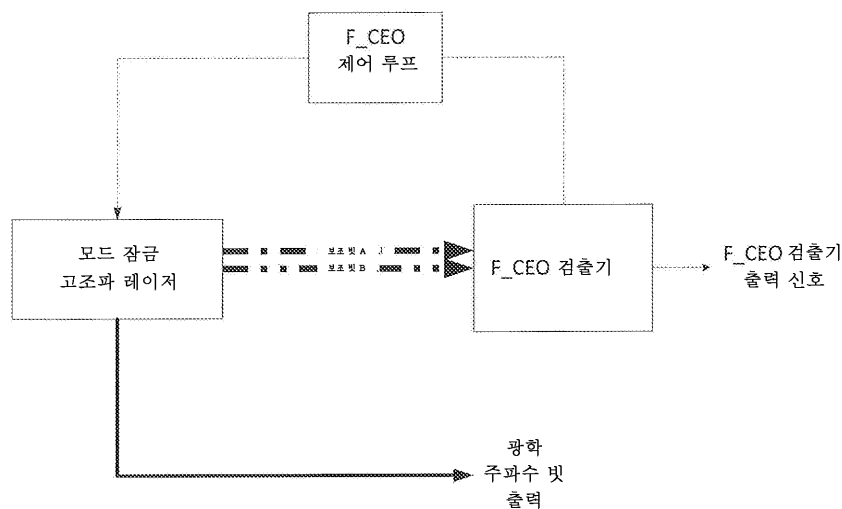 F_CEO
제어 루프
모드 잠금
고조파 레이저
보조 빗 A
보조 빗 B
F_CEO 검출기
F_CEO 검출기
출력 신호
광학
주파수 빗
출력